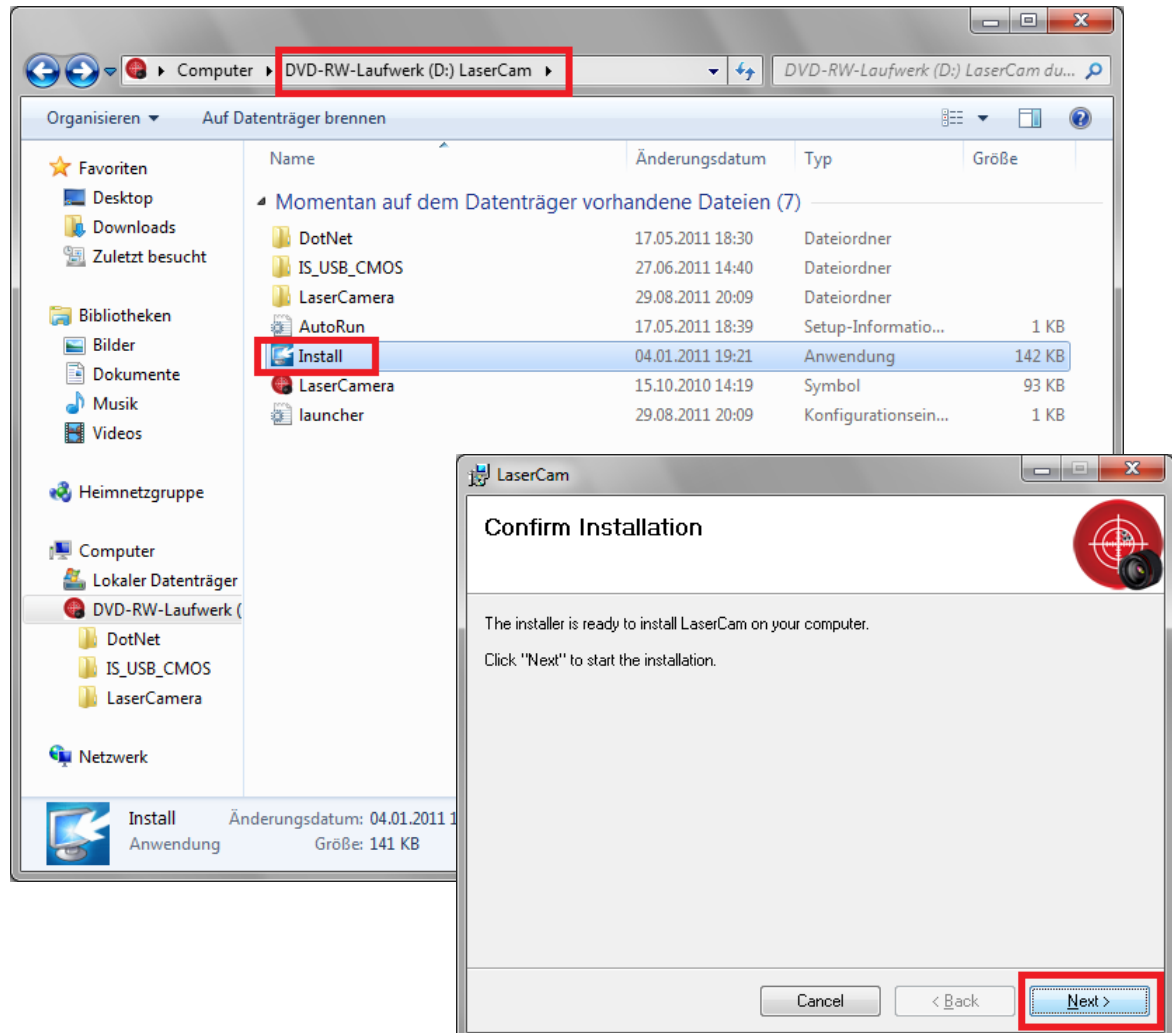 Computer ▸ DVD-RW-Laufwerk (D:) LaserCam ▸ DVD-RW-Laufwerk (D:) LaserCam du...
Organisieren ▾ Auf Datenträger brennen
Favoriten
Desktop
Downloads
Zuletzt besucht
Bibliotheken
Bilder
Dokumente
Musik
Videos
Heimnetzgruppe
Computer
Lokaler Datenträger
DVD-RW-Laufwerk (
DotNet
IS_USB_CMOS
LaserCamera
Netzwerk
Name Änderungsdatum Typ Größe
Momentan auf dem Datenträger vorhandene Dateien (7)
DotNet 17.05.2011 18:30 Dateiordner
IS_USB_CMOS 27.06.2011 14:40 Dateiordner
LaserCamera 29.08.2011 20:09 Dateiordner
AutoRun 17.05.2011 18:39 Setup-Informatio... 1 KB
Install 04.01.2011 19:21 Anwendung 142 KB
LaserCamera 15.10.2010 14:19 Symbol 93 KB
launcher 29.08.2011 20:09 Konfigurationsein... 1 KB
Install Änderungsdatum: 04.01.2011 1
Anwendung Größe: 141 KB
LaserCam
Confirm Installation
The installer is ready to install LaserCam on your computer.
Click "Next" to start the installation.
Cancel < Back Next >